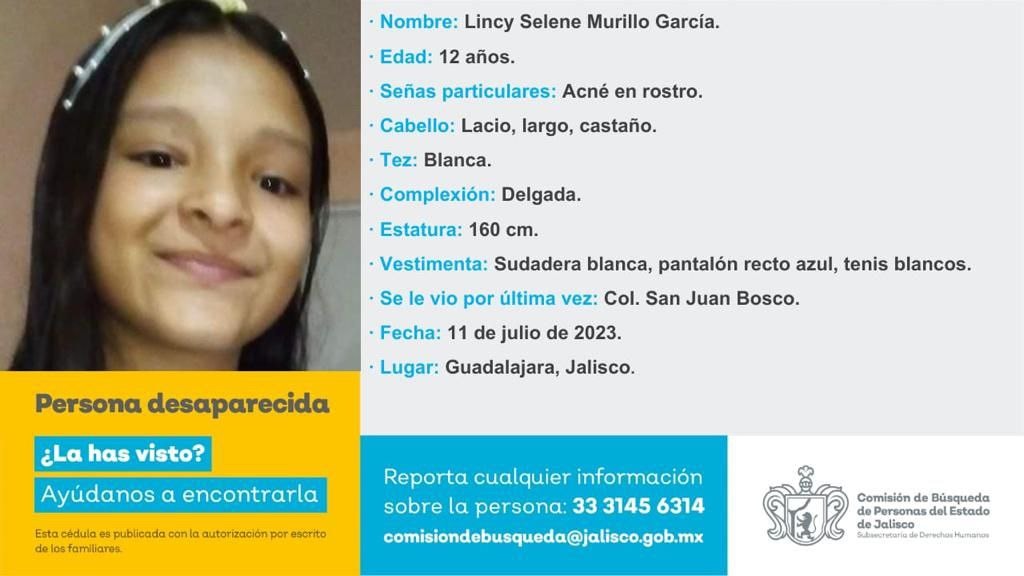 · Nombre: Lincy Selene Murillo García.
· Edad: 12 años.
· Señas particulares: Acné en rostro.
· Cabello: Lacio, largo, castaño.
· Tez: Blanca.
· Complexión: Delgada.
· Estatura: 160 cm.
· Vestimenta: Sudadera blanca, pantalón recto azul, tenis blancos.
· Se le vio por última vez: Col. San Juan Bosco.
· Fecha: 11 de julio de 2023.
· Lugar: Guadalajara, Jalisco.
Persona desaparecida
¿La has visto?
Ayúdanos a encontrarla
Esta cédula es publicada con la autorización por escrito
de los familiares.
Reporta cualquier información
sobre la persona: 33 3145 6314
comisiondebusqueda@jalisco.gob.mx
Comisión de Búsqueda
de Personas del Estado
de Jalisco
Subsecretaría de Derechos Humanos